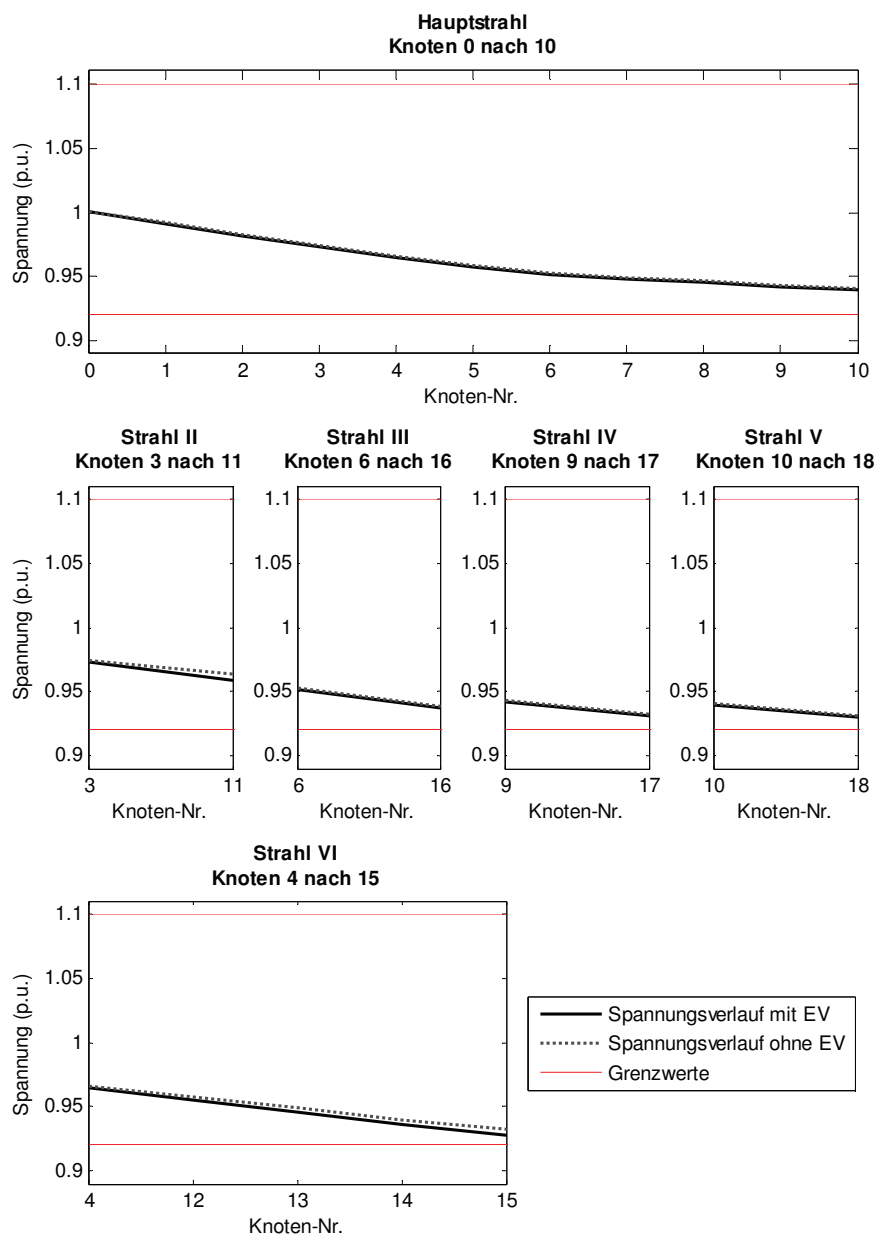 Hauptstrahl
Knoten 0 nach 10
1.1
1.05
1
0.95
0.9
Spannung (p.u.)
0 1 2 3 4 5 6 7 8 9 10
Knoten-Nr.
Strahl II
Knoten 3 nach 11
1.1
1.05
1
0.95
0.9
Spannung (p.u.)
3 11
Knoten-Nr.
Strahl III
Knoten 6 nach 16
1.1
1.05
1
0.95
0.9
6 16
Knoten-Nr.
Strahl IV
Knoten 9 nach 17
1.1
1.05
1
0.95
0.9
9 17
Knoten-Nr.
Strahl V
Knoten 10 nach 18
1.1
1.05
1
0.95
0.9
10 18
Knoten-Nr.
Strahl VI
Knoten 4 nach 15
1.1
1.05
1
0.95
0.9
Spannung (p.u.)
4 12 13 14 15
Knoten-Nr.
Spannungsverlauf mit EV
Spannungsverlauf ohne EV
Grenzwerte